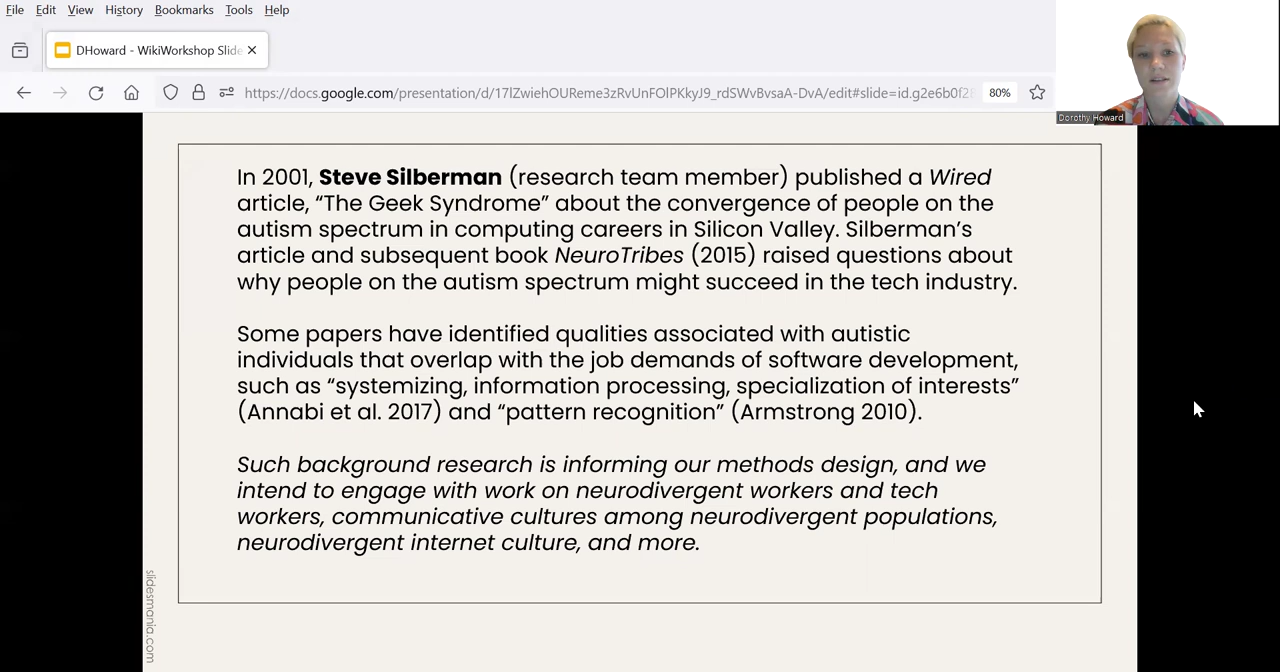 File Edit View History Bookmarks Tools Help
DHoward - WikiWorkshop Slide
https://docs.google.com/presentation/d/17lZwiehOUReme3zRvUnFOlPKkyJ9_rdSWvBvsaA-DvA/edit#slide=id.g2e6b0f28
80%
Dorothy Howard
In 2001, Steve Silberman (research team member) published a Wired
article, “The Geek Syndrome” about the convergence of people on the
autism spectrum in computing careers in Silicon Valley. Silberman’s
article and subsequent book NeuroTribes (2015) raised questions about
why people on the autism spectrum might succeed in the tech industry.
Some papers have identified qualities associated with autistic
individuals that overlap with the job demands of software development,
such as “systemizing, information processing, specialization of interests”
(Annabi et al. 2017) and “pattern recognition” (Armstrong 2010).
Such background research is informing our methods design, and we
intend to engage with work on neurodivergent workers and tech
workers, communicative cultures among neurodivergent populations,
neurodivergent internet culture, and more.
slidesmania.com